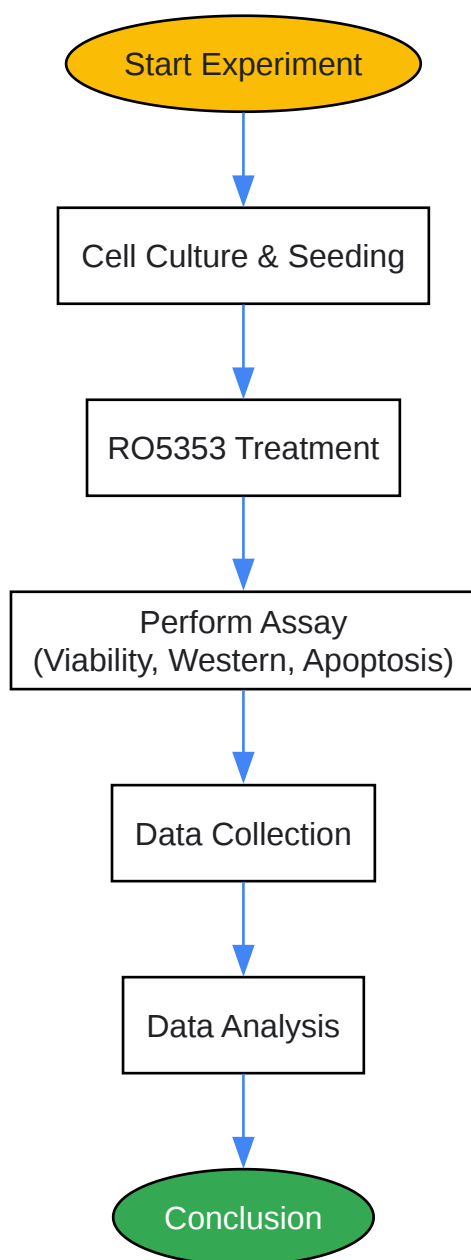 Start Experiment
Cell Culture & Seeding
RO5353 Treatment
Perform Assay
(Viability, Western, Apoptosis)
Data Collection
Data Analysis
Conclusion